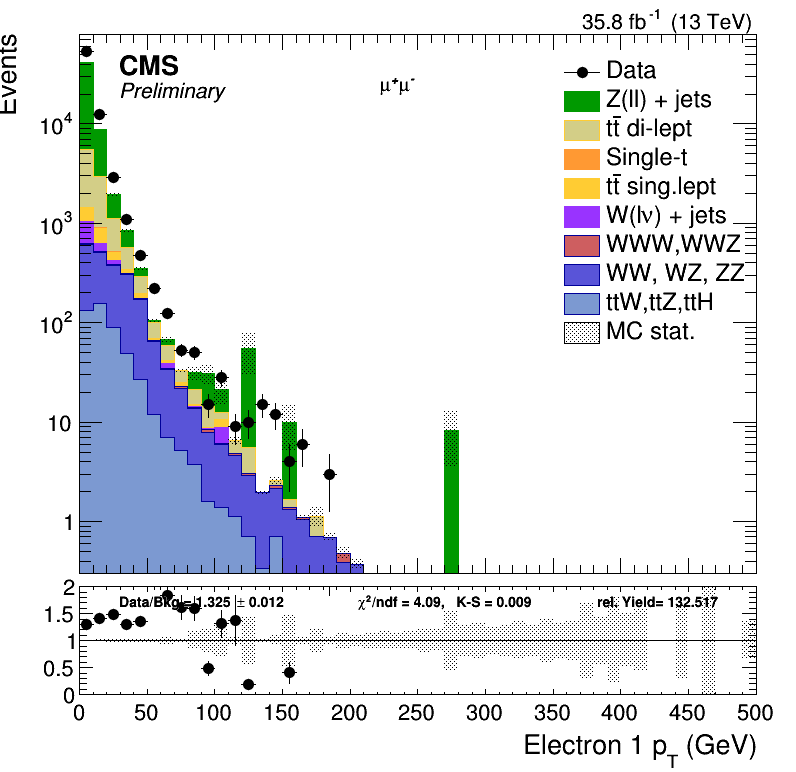 35.8 fb⁻¹ (13 TeV)
Events
CMS
Preliminary
μ⁺μ⁻
Data
Z(ll) + jets
tt̄ di-lept
Single-t
tt̄ sing.lept
W(lν) + jets
WWW,WWZ
WW, WZ, ZZ
ttW,ttZ,ttH
MC stat.
10⁴
10³
10²
10
1
Data/Bkg = 1.325 ± 0.012 χ²/ndf = 4.09, K-S = 0.009 rel. Yield= 132.517
2
1.5
1
0.5
0
0 50 100 150 200 250 300 350 400 450 500
Electron 1 p_T (GeV)